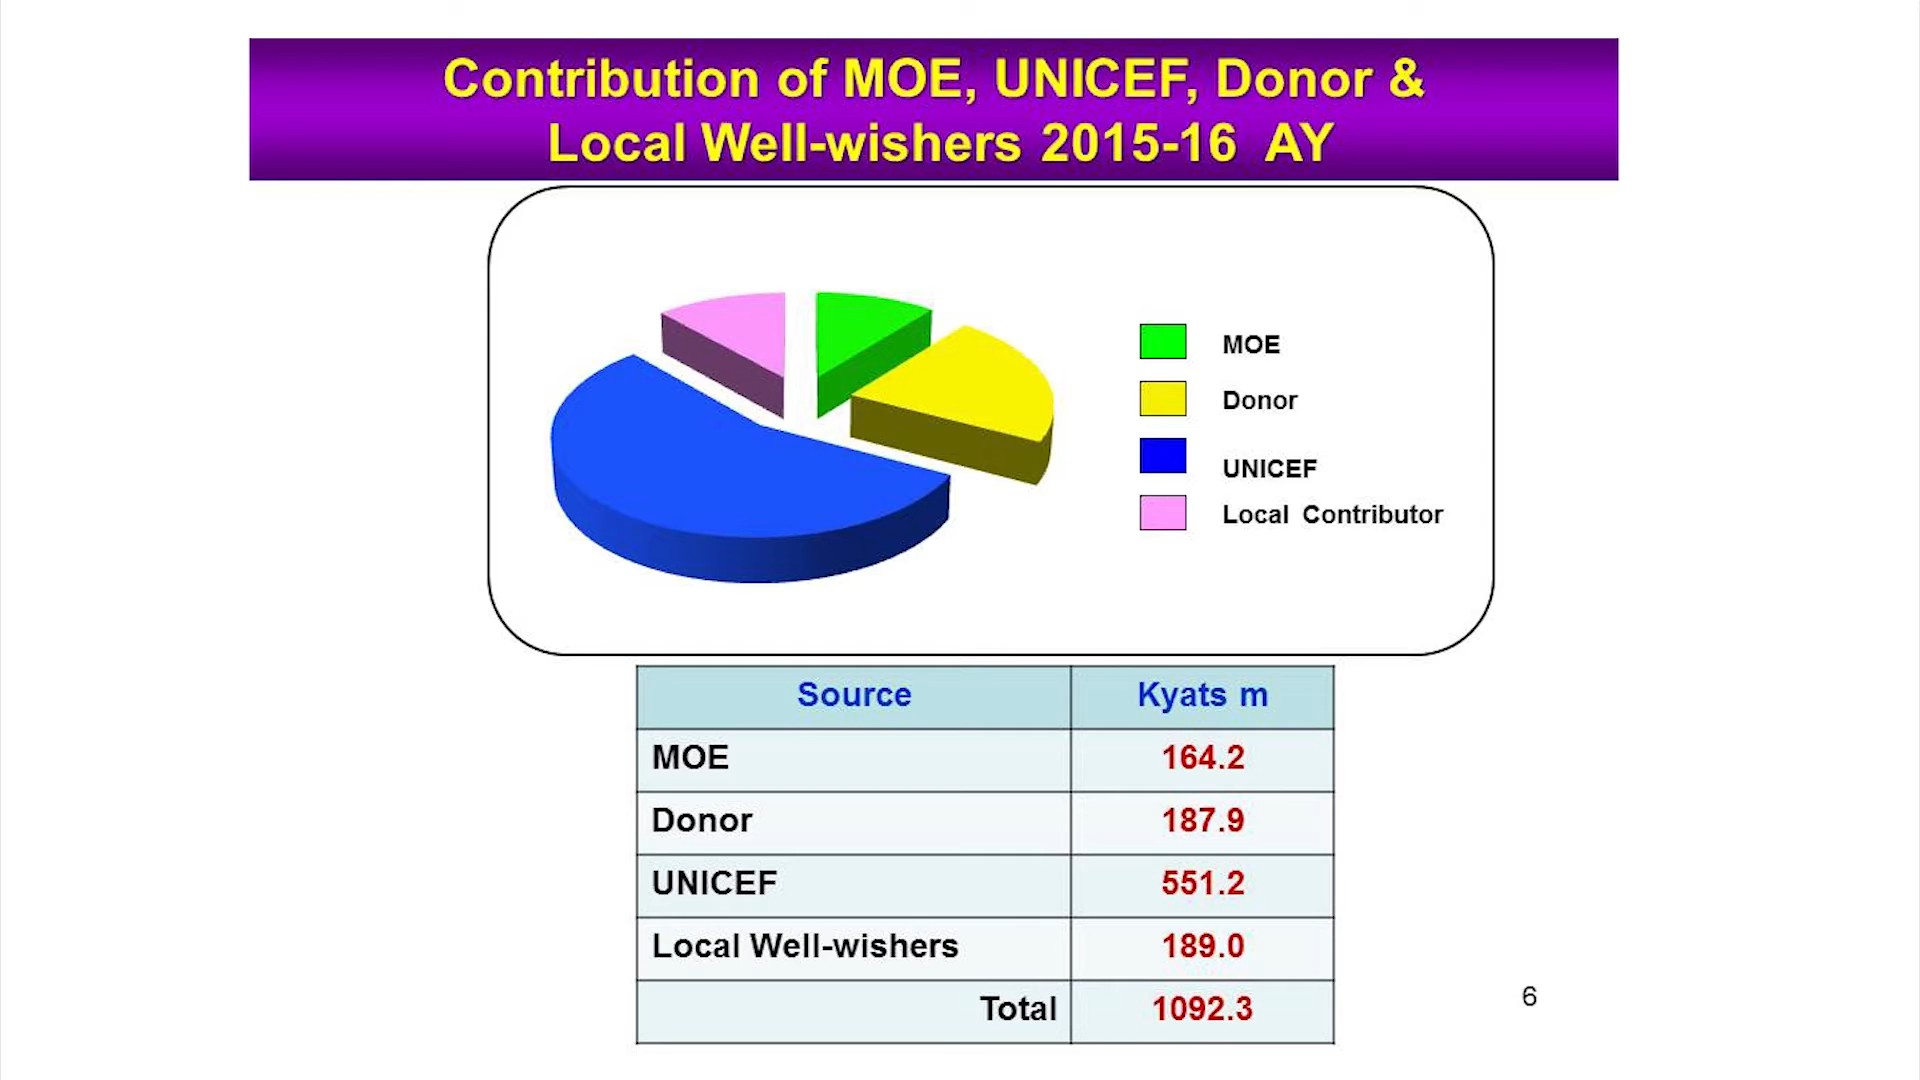 Contribution of MOE, UNICEF, Donor &
Local Well-wishers 2015-16 AY
MOE
Donor
UNICEF
Local Contributor
Source Kyats m
MOE 164.2
Donor 187.9
UNICEF 551.2
Local Well-wishers 189.0
Total 1092.3
6